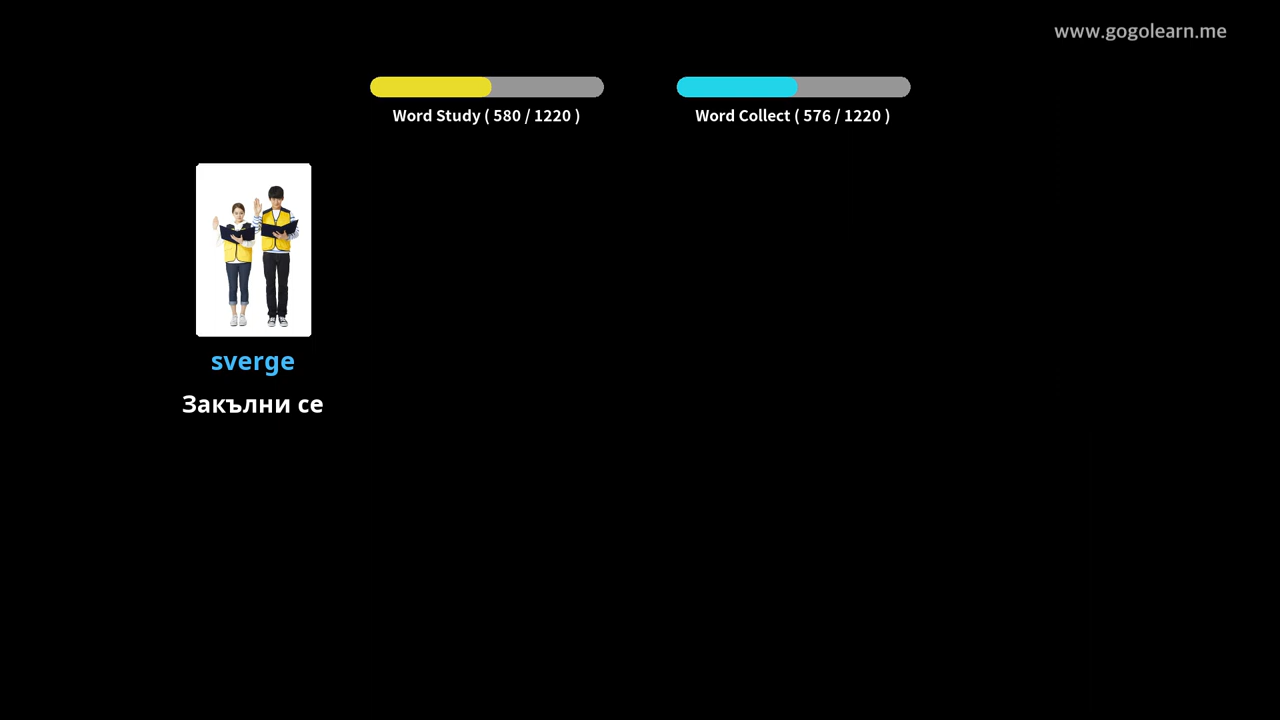 www.gogolearn.me
Word Study ( 580 / 1220 )
Word Collect ( 576 / 1220 )
sverge
Закълни се